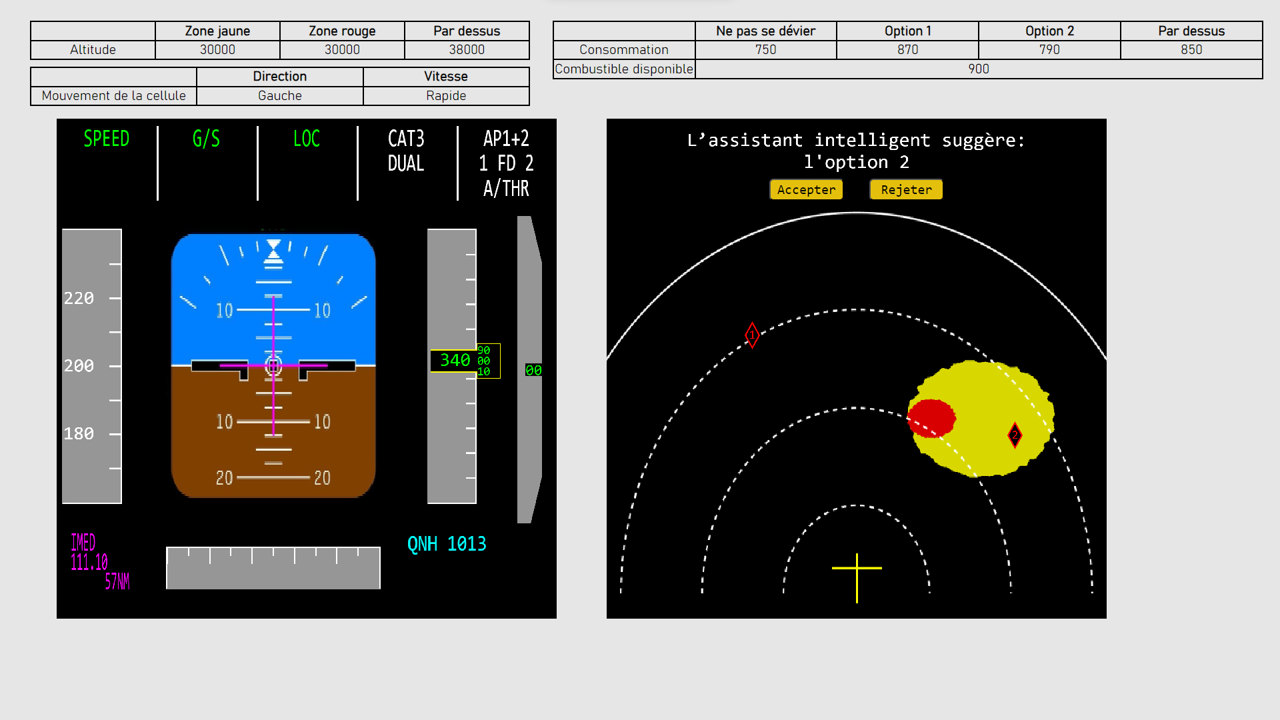 Zone jaune Zone rouge Par dessus
Altitude 30000 30000 38000
Direction Vitesse
Mouvement de la cellule Gauche Rapide
Ne pas se dévier Option 1 Option 2 Par dessus
Consommation 750 870 790 850
Combustible disponible 900
SPEED G/S LOC CAT3 AP1+2
DUAL 1 FD 2
A/THR
220
200
180
10 10
10 10
20 20
340
90
00
10
00
IMED
111.10
57NM
QNH 1013
L’assistant intelligent suggère:
l'option 2
Accepter Rejeter
1
2